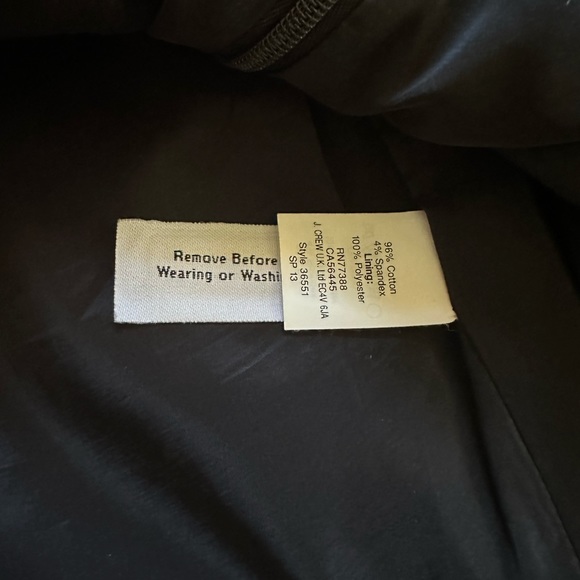 Remove Before
Wearing or Washi
96% Cotton
4% Spandex
Lining:
100% Polyester
RN77388
CA56445
J. CREW U.K. Ltd EC4V 6JA
Style 36551
SP 13